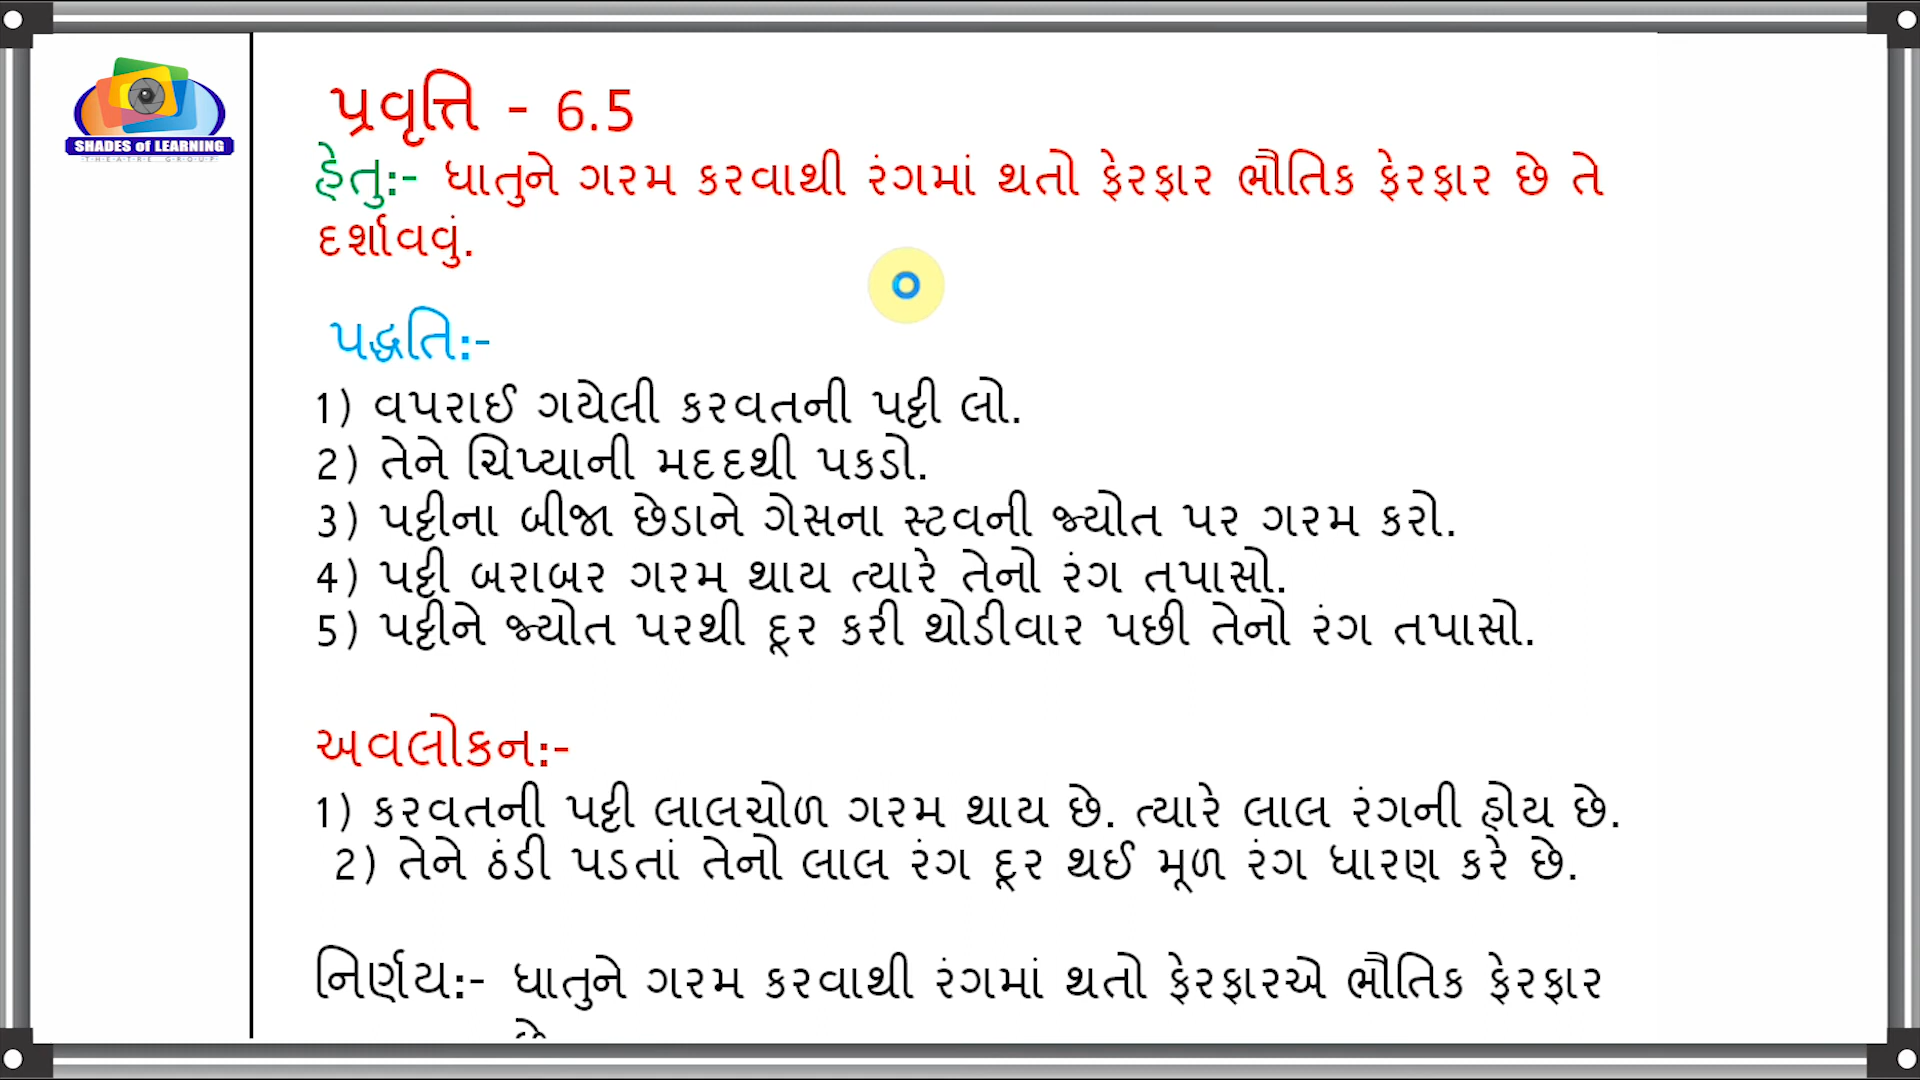 SHADES of LEARNING
THEATRE GROUP
પ્રવૃત્તિ - 6.5
હેતુ:- ધાતુને ગરમ કરવાથી રંગમાં થતો ફેરફાર ભૌતિક ફેરફાર છે તે
દર્શાવવું.
પદ્ધતિ:-
1) વપરાઈ ગયેલી કરવતની પટ્ટી લો.
2) તેને ચિપ્યાની મદદથી પકડો.
3) પટ્ટીના બીજા છેડાને ગેસના સ્ટવની જ્યોત પર ગરમ કરો.
4) પટ્ટી બરાબર ગરમ થાય ત્યારે તેનો રંગ તપાસો.
5) પટ્ટીને જ્યોત પરથી દૂર કરી થોડીવાર પછી તેનો રંગ તપાસો.
અવલોકન:-
1) કરવતની પટ્ટી લાલચોળ ગરમ થાય છે. ત્યારે લાલ રંગની હોય છે.
2) તેને ઠંડી પડતાં તેનો લાલ રંગ દૂર થઈ મૂળ રંગ ધારણ કરે છે.
નિર્ણય:- ધાતુને ગરમ કરવાથી રંગમાં થતો ફેરફારએ ભૌતિક ફેરફાર